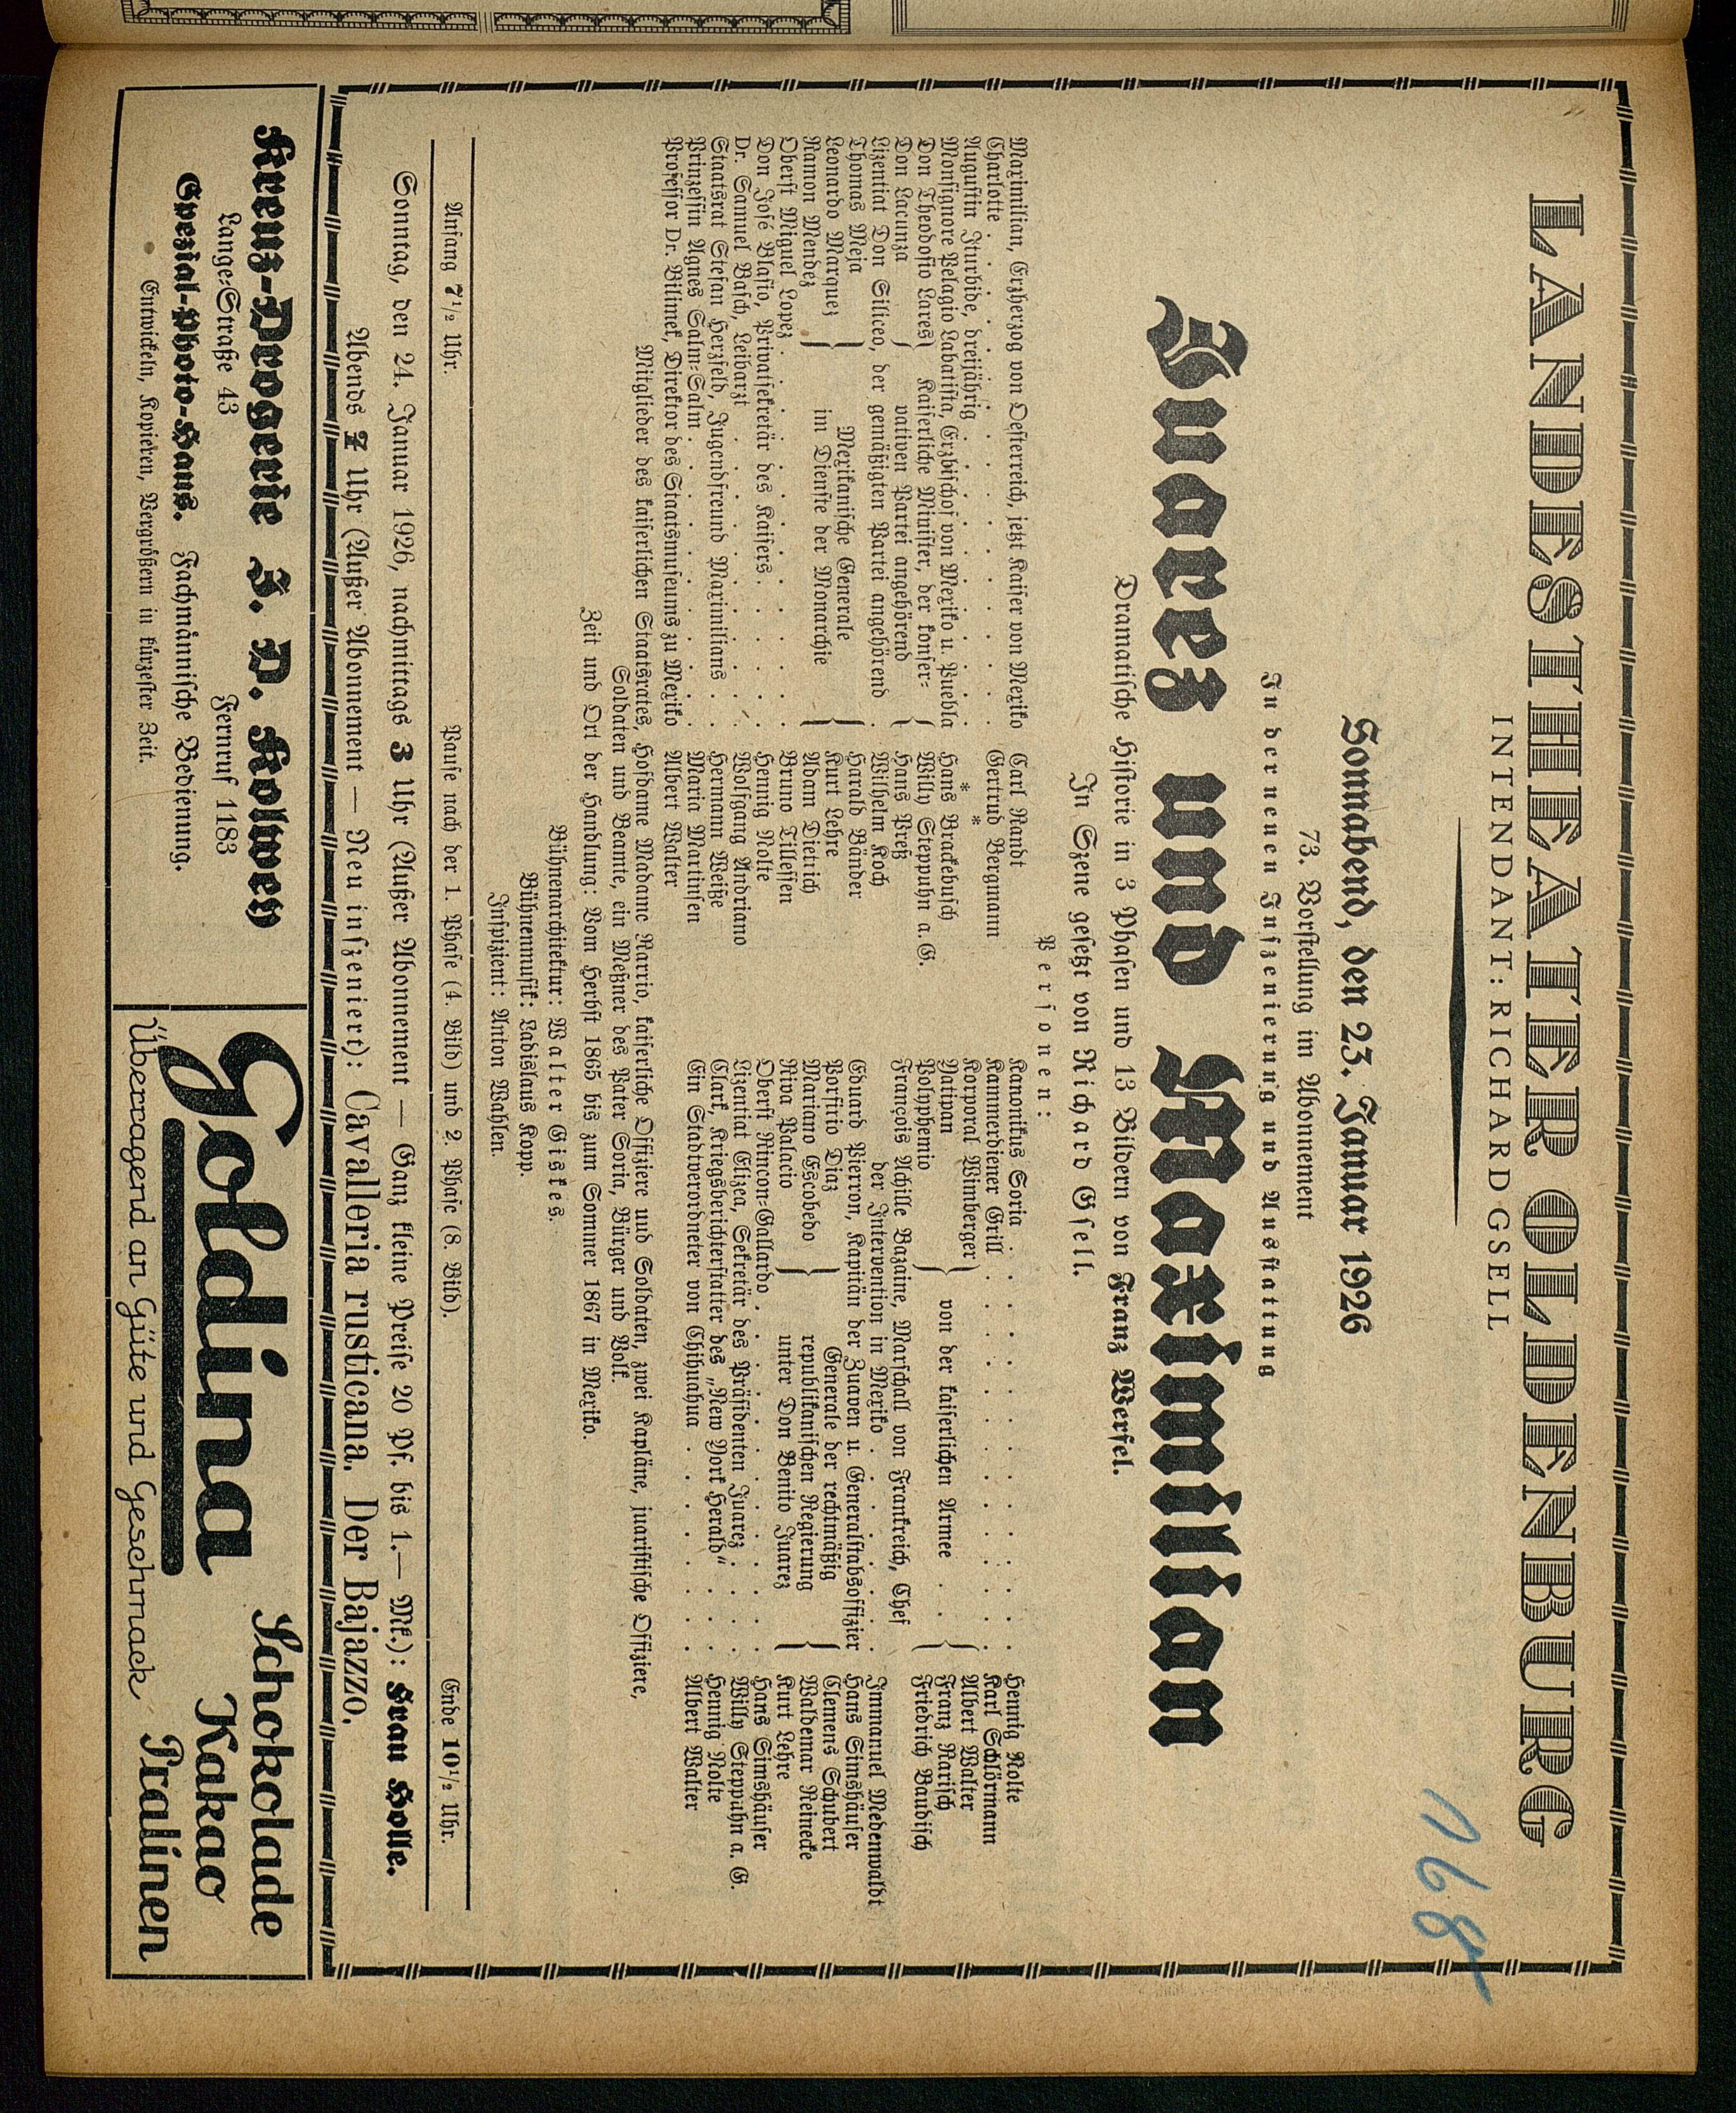 LANDESTHEATER OLDENBURG
INTENDANT: RICHARD GSELL
768
Sonnabend, den 23. Januar 1926
73. Vorstellung im Abonnement
In der neuen Inszenierung und Ausstattung
Juarez und Maximilian
Dramatische Historie in 3 Phasen und 13 Bildern von Franz Werfel.
In Szene gesetzt von Richard Gsell.
Personen:
Maximilian, Erzherzog von Oesterreich, jetzt Kaiser von Mexiko Carl Randt
Charlotte . . . . . . . . Gertrud Bergmann
Augustin Iturbide, dreijährig . . . . . . * * *
Monsignore Pelagio Labatista, Erzbischof von Mexiko u. Puebla Hans Brackebusch
Don Theodosio Lares } Kaiserliche Minister, der konser- { Willy Steppuhn a. G.
Don Lacunza } vativen Partei angehörend { Hans Preß
Lizentiat Don Siliceo, der gemäßigten Partei angehörend . Wilhelm Koch
Thomas Meja } { Harald Bänder
Leonardo Marquez } Mexikanische Generale { Kurt Lehre
Ramon Mendez } im Dienste der Monarchie { Adam Dietrich
Oberst Miguel Lopez . . . . . . . Bruno Tillessen
Don José Blasio, Privatsekretär des Kaisers . . . . . Hennig Nolte
Dr. Samuel Basch, Leibarzt . . . . . . Wolfgang Andriano
Staatsrat Stefan Herzfeld, Jugendfreund Maximilians . . Hermann Weiße
Prinzessin Agnes Salm-Salm . . . . . . . Maria Martinsen
Professor Dr. Bilimek, Direktor des Staatsmuseums zu Mexiko Albert Walter
Kanonikus Soria . . . . . . . . Hennig Nolte
Kammerdiener Grill . . . . . . . . Karl Schlörmann
Korporal Wimberger } { Albert Walter
Yatipan } von der kaiserlichen Armee . . { Franz Rarisch
Polyphemio } { Friedrich Baudisch
François Achille Bazaine, Marschall von Frankreich, Chef
der Intervention in Mexiko . . . . . . Immanuel Medenwaldt
Eduard Pierron, Kapitän der Zuaven u. Generalstabsoffizier Hans Simshäuser
Porfirio Diaz } Generale der rechtmäßig { Clemens Schubert
Mariano Escobedo } republikanischen Regierung { Waldemar Reinecke
Riva Palacio } unter Don Benito Juarez { Kurt Lehre
Oberst Rincon-Gallardo . . . . . . . Hans Simshäuser
Lizentiat Elizea, Sekretär des Präsidenten Juarez . . . . Willy Steppuhn a. G.
Clark, Kriegsberichterstatter des „New York Herald“ . . Hennig Nolte
Ein Stadtverordneter von Chihuahua . . . . . . Albert Walter
Mitglieder des kaiserlichen Staatsrates, Hofdame Madame Barrio, kaiserliche Offiziere und Soldaten, zwei Kapläne, juaristische Offiziere,
Soldaten und Beamte, ein Meßner des Pater Soria, Bürger und Volk.
Zeit und Ort der Handlung: Vom Herbst 1865 bis zum Sommer 1867 in Mexiko.
Bühnenarchitektur: Walter Giskes.
Bühnenmusik: Ladislaus Kopp.
Inspizient: Anton Wahlen.
Anfang 7½ Uhr. Pause nach der 1. Phase (4. Bild) und 2. Phase (8. Bild). Ende 10½ Uhr.
Sonntag, den 24. Januar 1926, nachmittags 3 Uhr (Außer Abonnement — Ganz kleine Preise 20 Pf. bis 1.— Mk.): Frau Holle.
Abends 7 Uhr (Außer Abonnement — Neu inszeniert): Cavalleria rusticana. Der Bajazzo.
Kreuz-Drogerie J. D. Kolwey
Lange-Straße 43 Fernruf 1183
Spezial-Photo-Haus. Fachmännische Bedienung.
Entwickeln, Kopieren, Vergrößern in kürzester Zeit.
Goldina
Schokolade
Kakao
Pralinen
Überragend an Güte und Geschmack